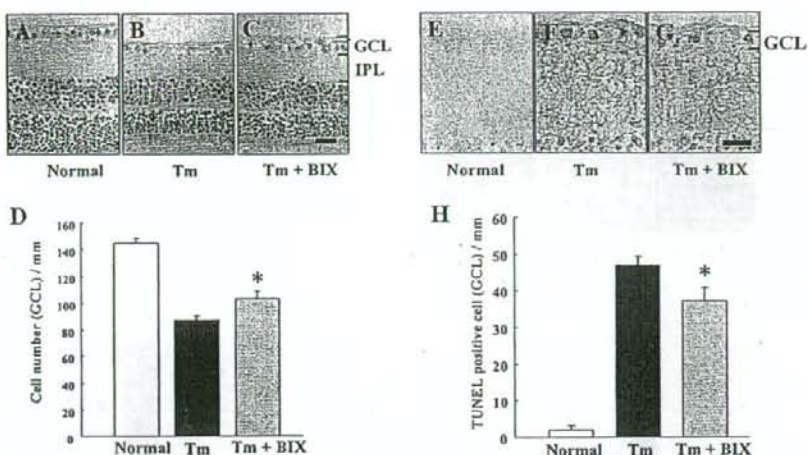 A B C GCL
IPL
Normal Tm Tm + BIX
E F G GCL
Normal Tm Tm + BIX
D
Cell number (GCL) / mm
160
140
120
100
80
60
40
20
0
*
Normal Tm Tm + BIX
H
TUNEL positive cell (GCL) / mm
60
50
40
30
20
10
0
*
Normal Tm Tm + BIX